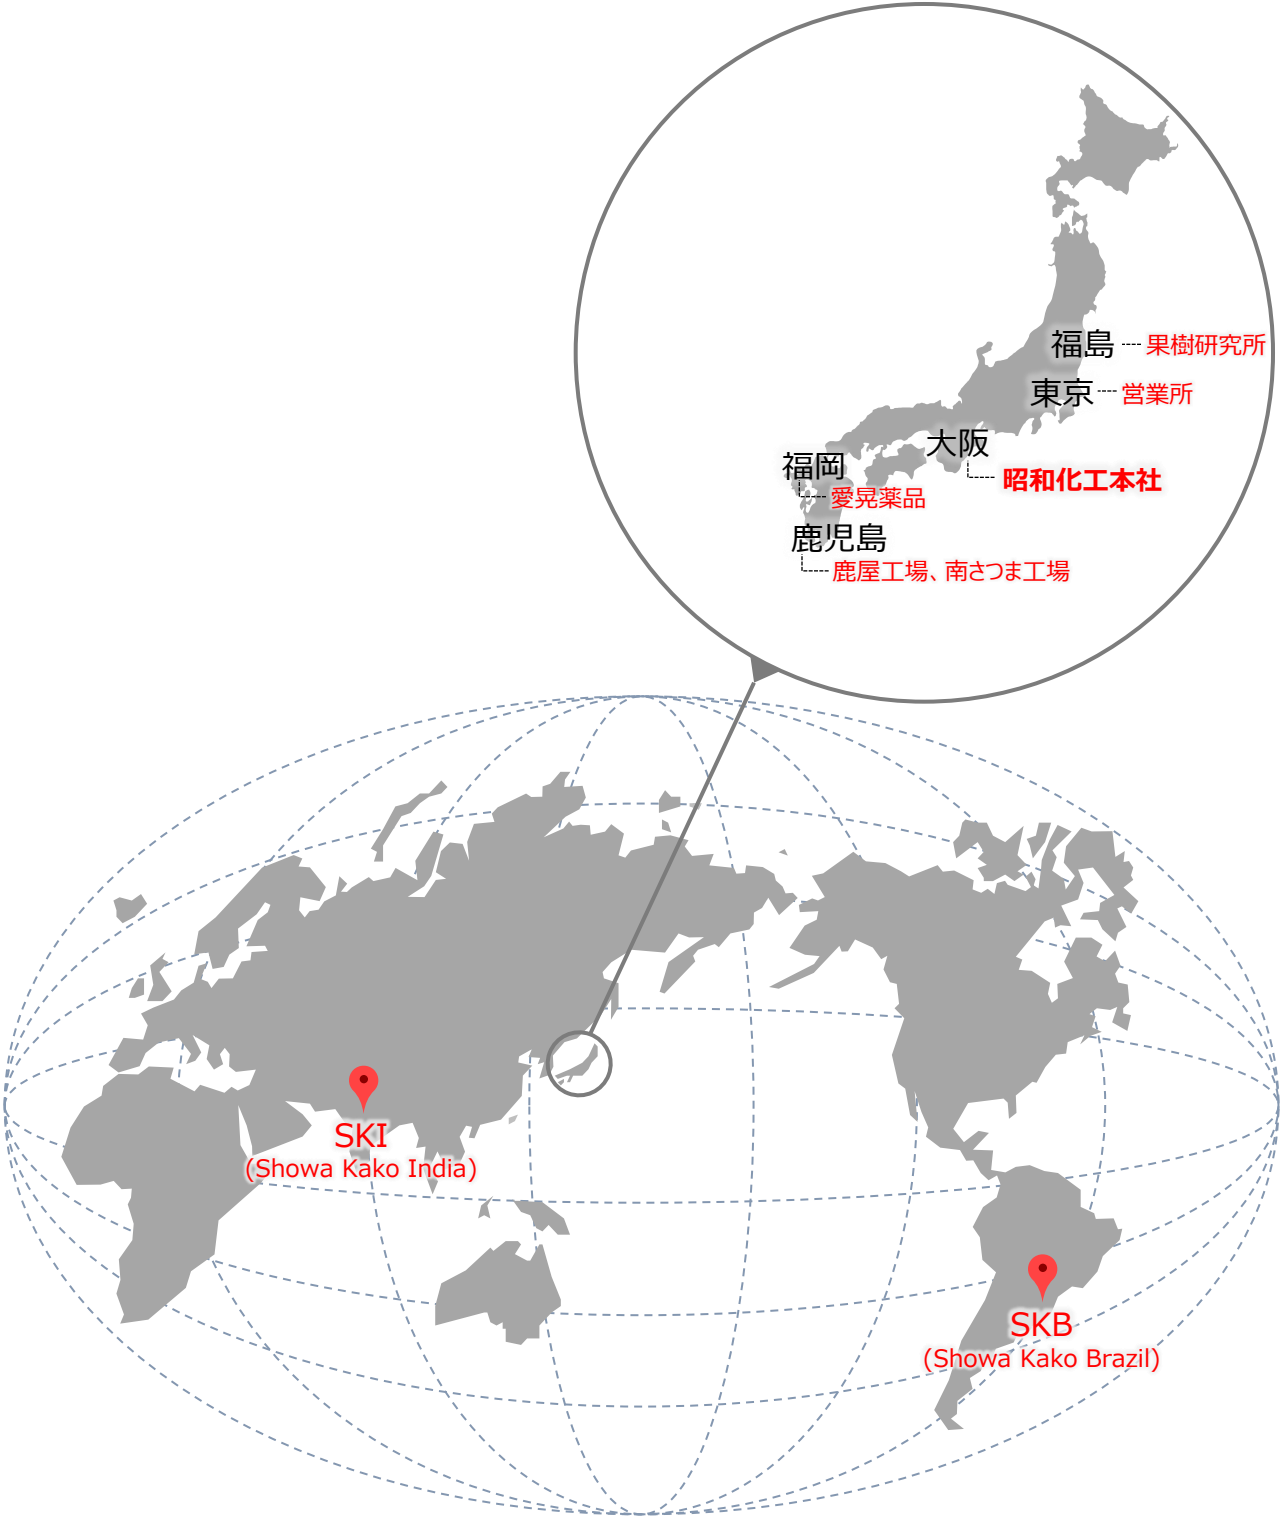 福島
果樹研究所
東京
営業所
大阪
昭和化工本社
福岡
愛晃薬品
鹿児島
鹿屋工場、南さつま工場
SKI
(Showa Kako India)
SKB
(Showa Kako Brazil)